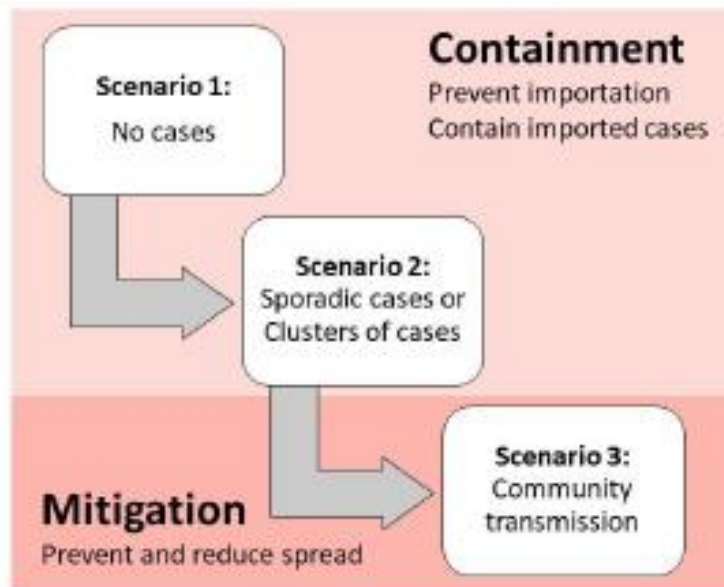 Scenario 1:
No cases
Containment
Prevent importation
Contain imported cases
Scenario 2:
Sporadic cases or
Clusters of cases
Scenario 3:
Community
transmission
Mitigation
Prevent and reduce spread